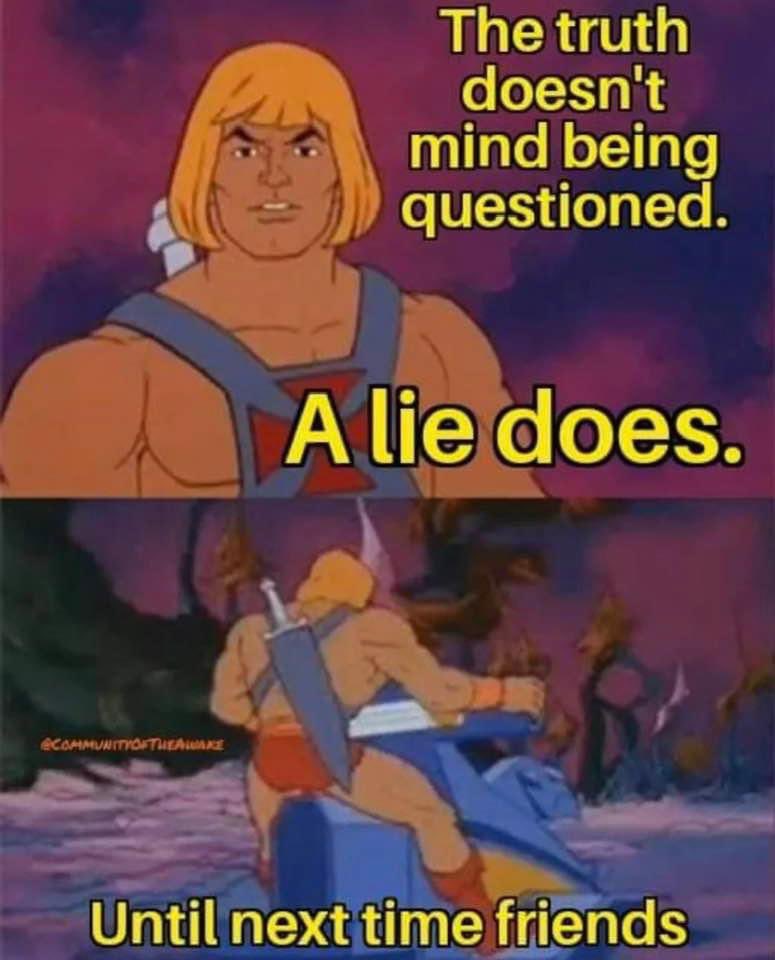 The truth
doesn't
mind being
questioned.
A lie does.
@COMMUNITYOFTHEAWAKE
Until next time friends